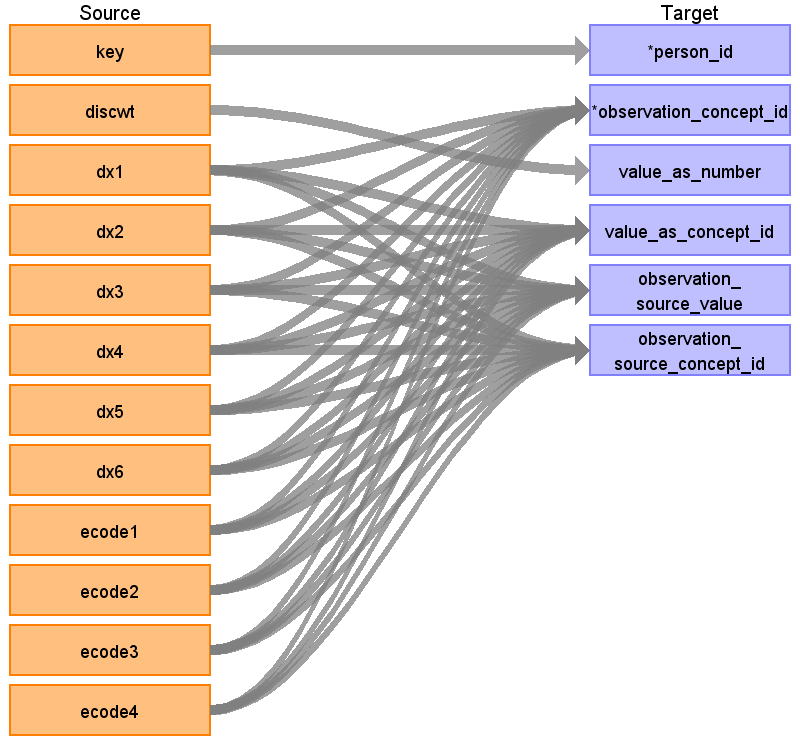 Source
Target
key
*person_id
discwt
*observation_concept_id
dx1
value_as_number
dx2
value_as_concept_id
dx3
observation_
source_value
dx4
observation_
source_concept_id
dx5
dx6
ecode1
ecode2
ecode3
ecode4